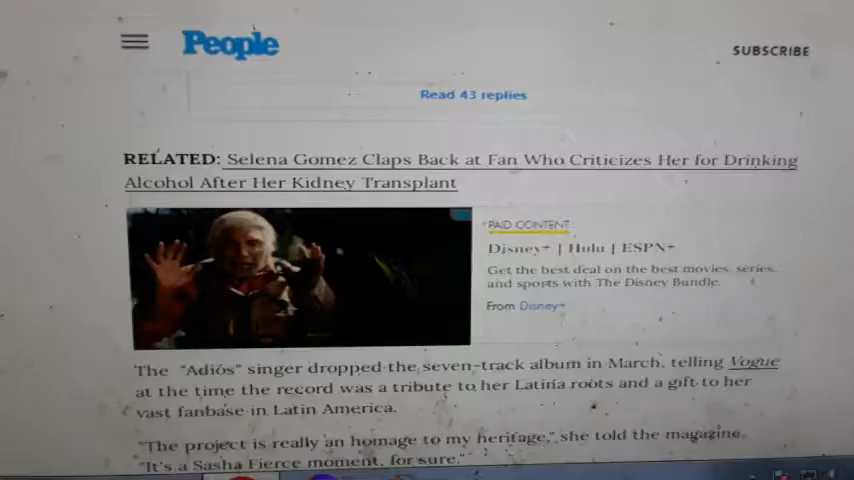 People
SUBSCRIBE
Read 43 replies
RELATED: Selena Gomez Claps Back at Fan Who Criticizes Her for Drinking
Alcohol After Her Kidney Transplant
PAID CONTENT
Disney+ | Hulu | ESPN+
Get the best deal on the best movies, series,
and sports with The Disney Bundle.
From Disney+
The "Adiós" singer dropped the seven-track album in March, telling Vogue
at the time the record was a tribute to her Latina roots and a gift to her
vast fanbase in Latin America.
"The project is really an homage to my heritage," she told the magazine.
"It's a Sasha Fierce moment, for sure."